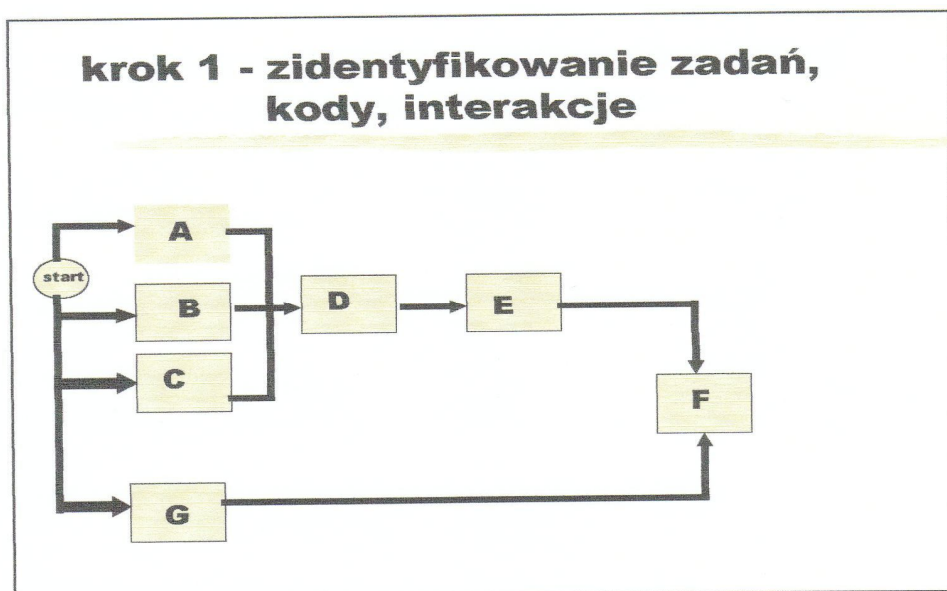 krok 1 - zidentyfikowanie zadań,
kody, interakcje
A
start
B
D
E
C
F
G